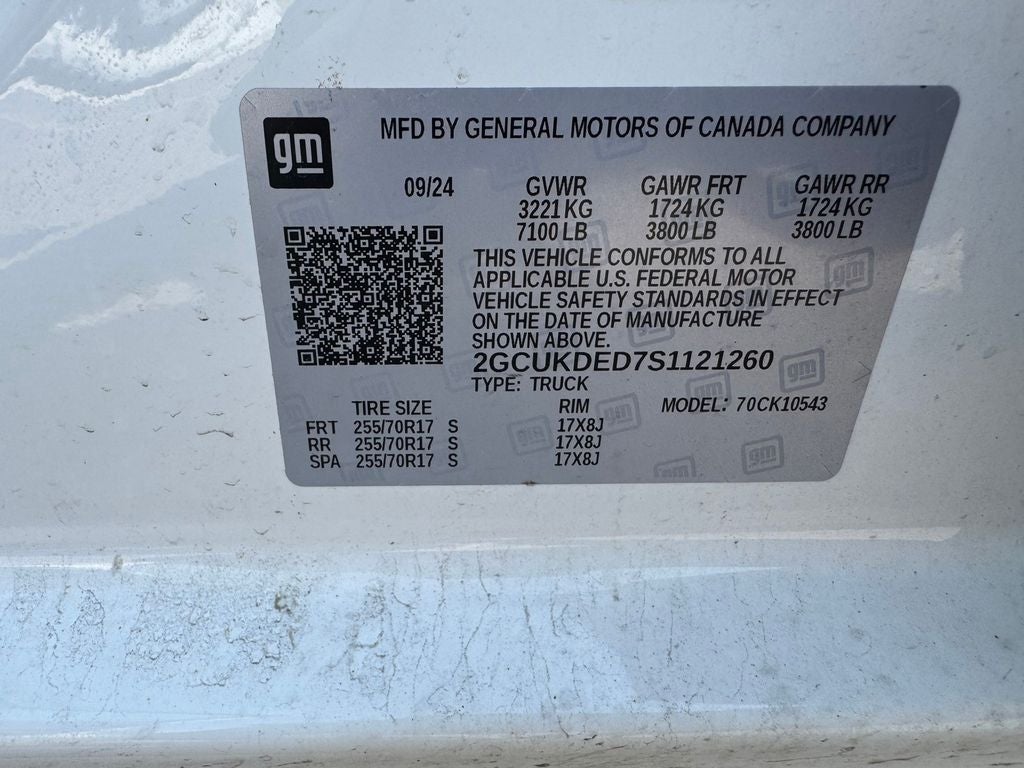 gm
MFD BY GENERAL MOTORS OF CANADA COMPANY
09/24 GVWR GAWR FRT GAWR RR
3221 KG 1724 KG 1724 KG
7100 LB 3800 LB 3800 LB
THIS VEHICLE CONFORMS TO ALL
APPLICABLE U.S. FEDERAL MOTOR
VEHICLE SAFETY STANDARDS IN EFFECT
ON THE DATE OF MANUFACTURE
SHOWN ABOVE.
2GCUKDED7S1121260
TYPE: TRUCK
TIRE SIZE RIM MODEL: 70CK10543
FRT 255/70R17 S 17X8J
RR 255/70R17 S 17X8J
SPA 255/70R17 S 17X8J